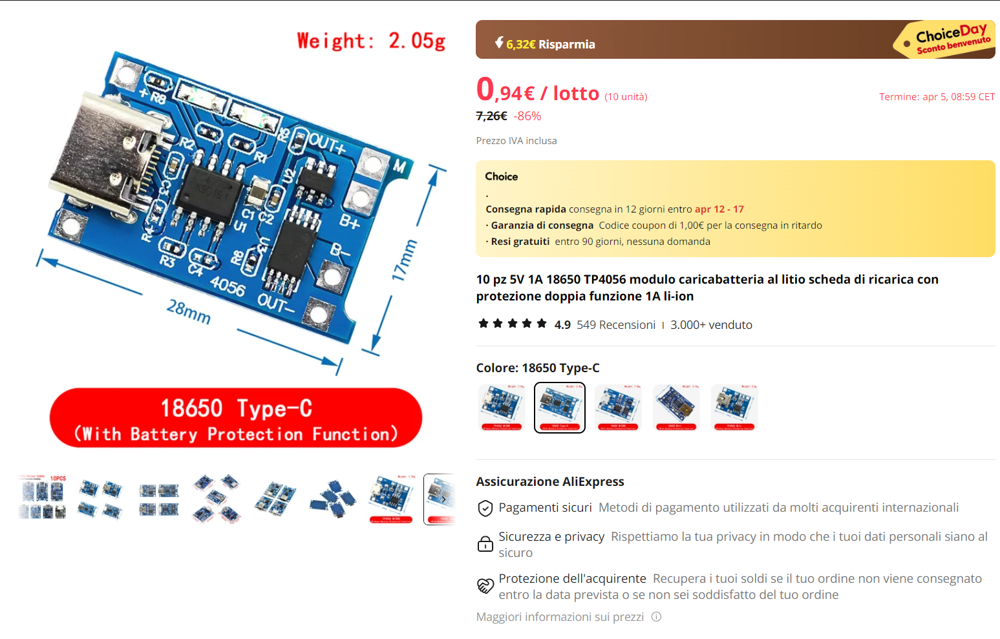 Weight: 2.05g
+ R8
R5
OUT+
M
R2
R1
U2
C3
C1
C2
U1
B+
R4
R3
C4
R6
U3
B-
4056
OUT-
17mm
28mm
18650 Type-C
(With Battery Protection Function)
10PCS
6,32€ Risparmia
ChoiceDay
Sconto benvenuto
0,94€ / lotto (10 unità)
Termine: apr 5, 08:59 CET
7,26€ -86%
Prezzo IVA inclusa
Choice
·
Consegna rapida consegna in 12 giorni entro apr 12 - 17
· Garanzia di consegna Codice coupon di 1,00€ per la consegna in ritardo
· Resi gratuiti entro 90 giorni, nessuna domanda
10 pz 5V 1A 18650 TP4056 modulo caricabatteria al litio scheda di ricarica con
protezione doppia funzione 1A li-ion
4.9 549 Recensioni | 3.000+ venduto
Colore: 18650 Type-C
Assicurazione AliExpress
Pagamenti sicuri Metodi di pagamento utilizzati da molti acquirenti internazionali
Sicurezza e privacy Rispettiamo la tua privacy in modo che i tuoi dati personali siano al
sicuro
Protezione dell'acquirente Recupera i tuoi soldi se il tuo ordine non viene consegnato
entro la data prevista o se non sei soddisfatto del tuo ordine
Maggiori informazioni sui prezzi